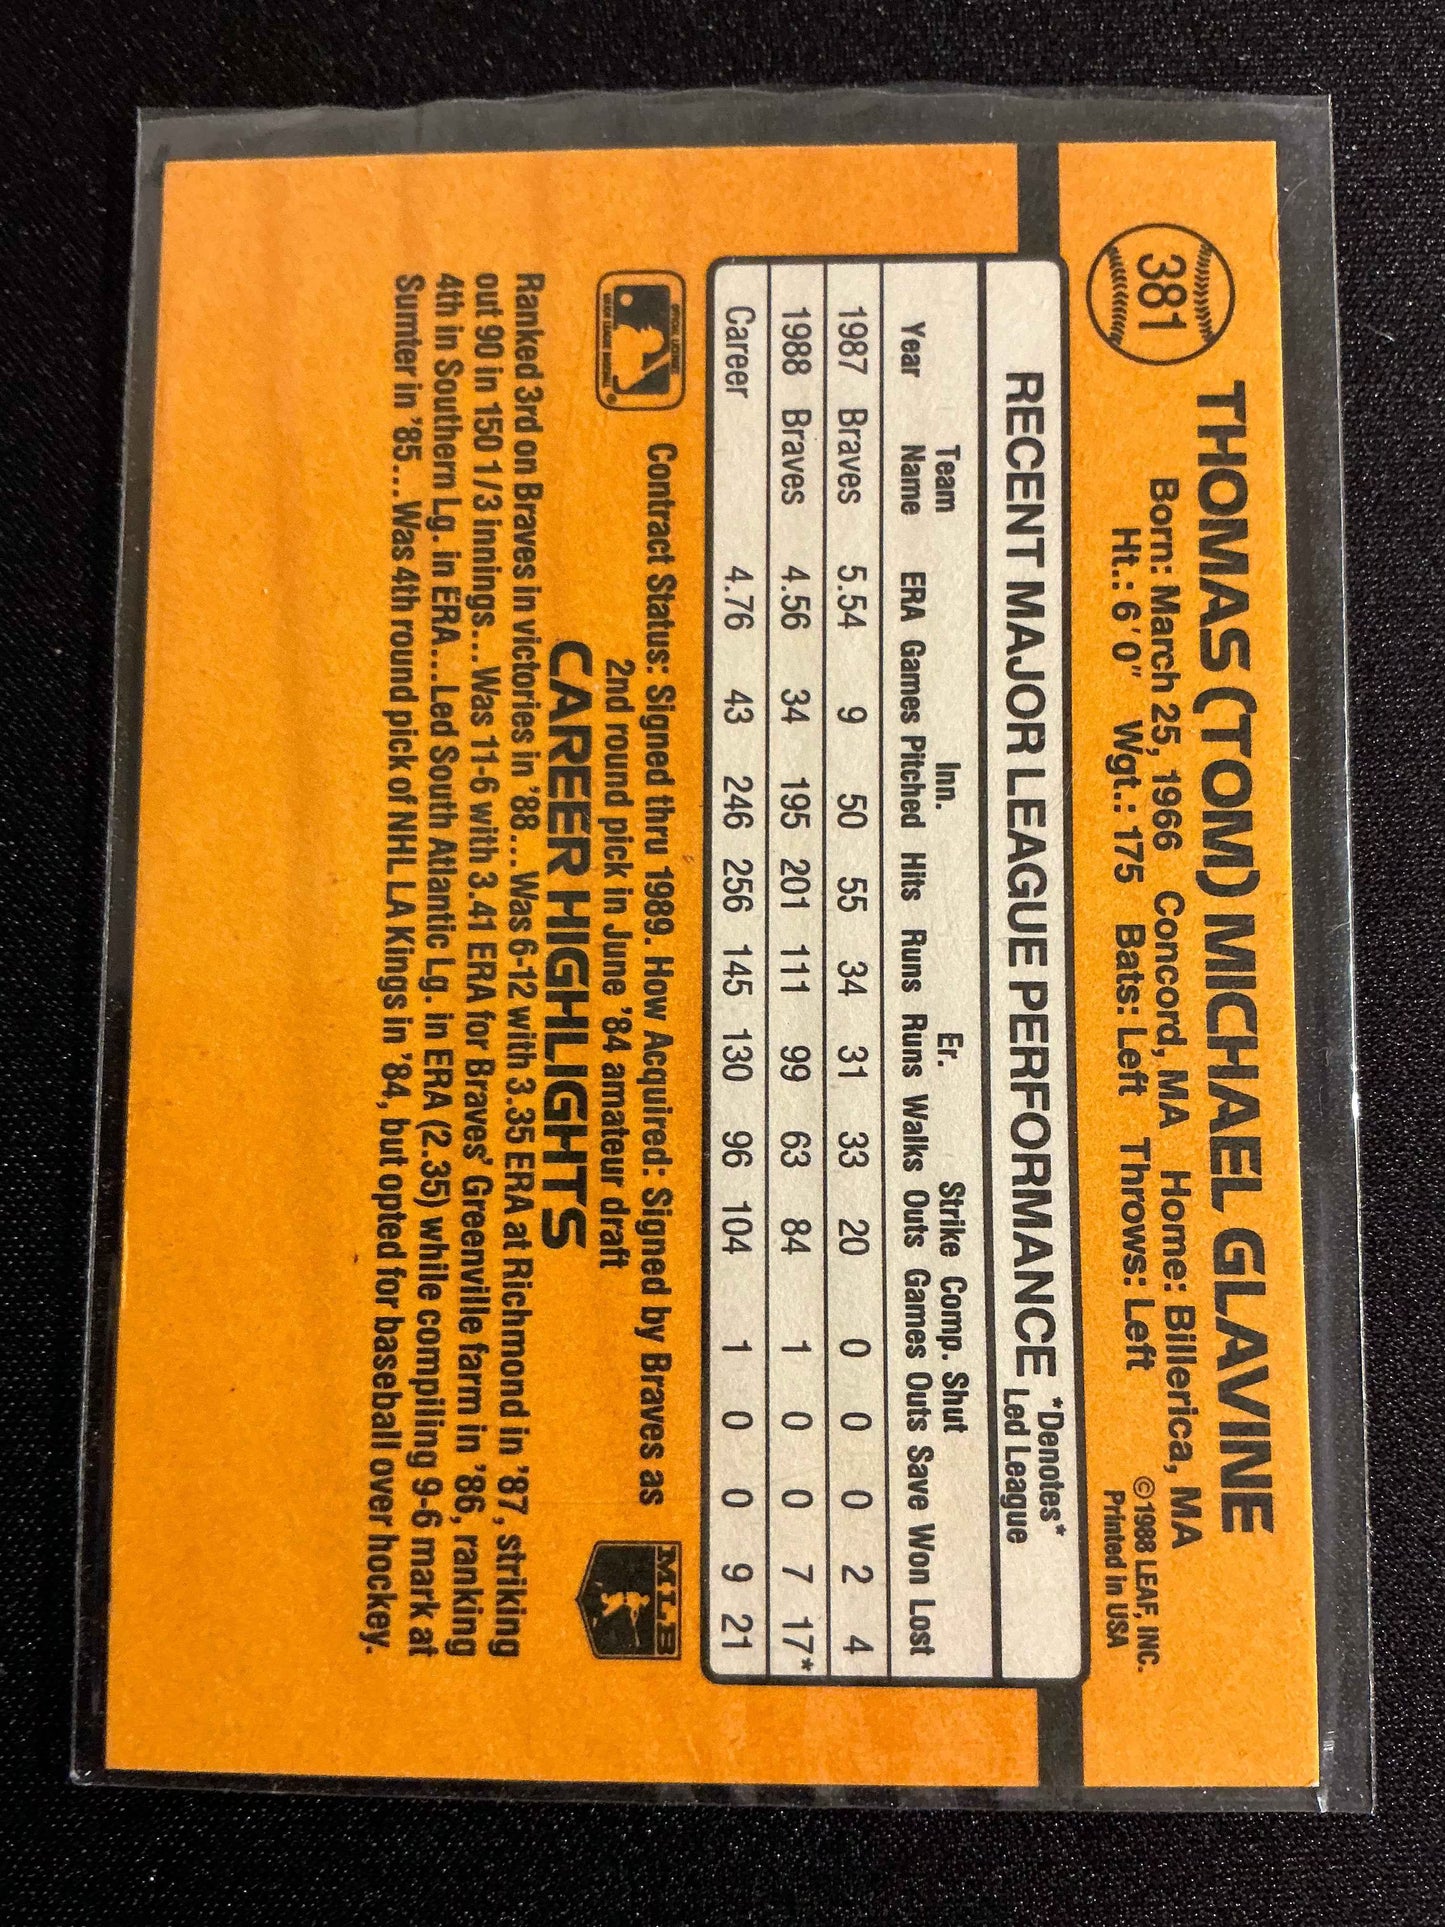 381
THOMAS (TOM) MICHAEL GLAVINE
Born: March 25, 1966 Concord, MA Home: Billerica, MA
Ht.: 6'0" Wgt.: 175 Bats: Left Throws: Left
©1988 LEAF, INC.
Printed in USA
RECENT MAJOR LEAGUE PERFORMANCE *Denotes*
Led League
Team Inn. Er. Strike Comp. Shut
Year Name ERA Games Pitched Hits Runs Runs Walks Outs Games Outs Save Won Lost
1987 Braves 5.54 9 50 55 34 31 33 20 0 0 0 2 4
1988 Braves 4.56 34 195 201 111 99 63 84 1 0 0 7 17*
Career 4.76 43 246 256 145 130 96 104 1 0 0 9 21
Contract Status: Signed thru 1989. How Acquired: Signed by Braves as
2nd round pick in June '84 amateur draft
MLB
CAREER HIGHLIGHTS
Ranked 3rd on Braves in victories in '88... Was 6-12 with 3.35 ERA at Richmond in '87, striking
out 90 in 150 1/3 innings... Was 11-6 with 3.41 ERA for Braves' Greenville farm in '86, ranking
4th in Southern Lg. in ERA...Led South Atlantic Lg. in ERA (2.35) while compiling 9-6 mark at
Sumter in '85... Was 4th round pick of NHL LA Kings in '84, but opted for baseball over hockey.